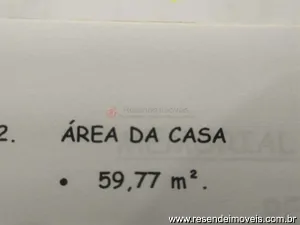 2. ÁREA DA CASA
• 59,77 m².
www.resendeimoveis.com.br